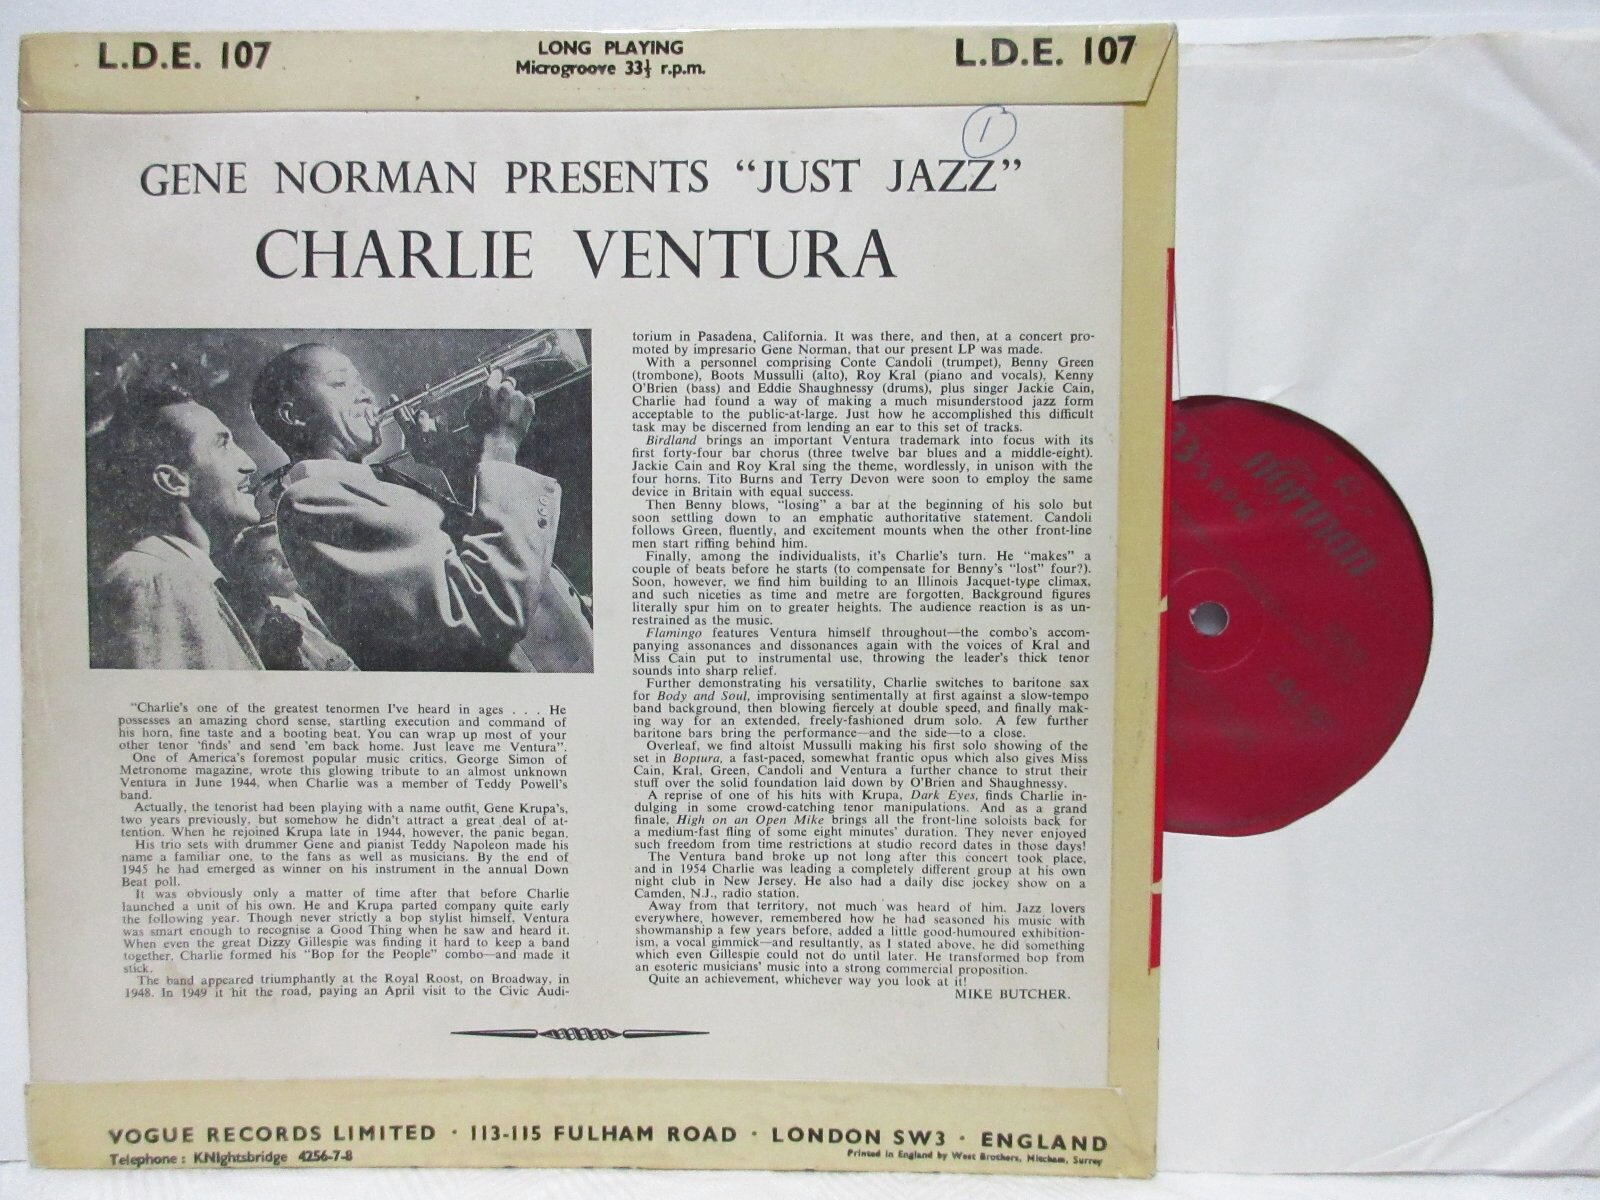 L.D.E. 107
LONG PLAYING
Microgroove 33⅓ r.p.m.
L.D.E. 107
1
GENE NORMAN PRESENTS “JUST JAZZ”
CHARLIE VENTURA
“Charlie’s one of the greatest tenormen I’ve heard in ages . . . He
possesses an amazing chord sense, startling execution and command of
his horn, fine taste and a booting beat. You can wrap up most of your
other tenor ‘finds’ and send ’em back home. Just leave me Ventura”.
One of America’s foremost popular music critics, George Simon of
Metronome magazine, wrote this glowing tribute to an almost unknown
Ventura in June 1944, when Charlie was a member of Teddy Powell’s
band.
Actually, the tenorist had been playing with a name outfit, Gene Krupa’s,
two years previously, but somehow he didn’t attract a great deal of at-
tention. When he rejoined Krupa late in 1944, however, the panic began.
His trio sets with drummer Gene and pianist Teddy Napoleon made his
name a familiar one, to the fans as well as musicians. By the end of
1945 he had emerged as winner on his instrument in the annual Down
Beat poll.
It was obviously only a matter of time after that before Charlie
launched a unit of his own. He and Krupa parted company quite early
the following year. Though never strictly a bop stylist himself, Ventura
was smart enough to recognise a Good Thing when he saw and heard it.
When even the great Dizzy Gillespie was finding it hard to keep a band
together, Charlie formed his “Bop for the People” combo—and made it
stick.
The band appeared triumphantly at the Royal Roost, on Broadway, in
1948. In 1949 it hit the road, paying an April visit to the Civic Audi-
torium in Pasadena, California. It was there, and then, at a concert pro-
moted by impresario Gene Norman, that our present LP was made.
With a personnel comprising Conte Candoli (trumpet), Benny Green
(trombone), Boots Mussulli (alto), Roy Kral (piano and vocals), Kenny
O’Brien (bass) and Eddie Shaughnessy (drums), plus singer Jackie Cain,
Charlie had found a way of making a much misunderstood jazz form
acceptable to the public-at-large. Just how he accomplished this difficult
task may be discerned from lending an ear to this set of tracks.
Birdland brings an important Ventura trademark into focus with its
first forty-four bar chorus (three twelve bar blues and a middle-eight).
Jackie Cain and Roy Kral sing the theme, wordlessly, in unison with the
four horns. Tito Burns and Terry Devon were soon to employ the same
device in Britain with equal success.
Then Benny blows, “losing” a bar at the beginning of his solo but
soon settling down to an emphatic authoritative statement. Candoli
follows Green, fluently, and excitement mounts when the other front-line
men start riffing behind him.
Finally, among the individualists, it’s Charlie’s turn. He “makes” a
couple of beats before he starts (to compensate for Benny’s “lost” four?).
Soon, however, we find him building to an Illinois Jacquet-type climax,
and such niceties as time and metre are forgotten. Background figures
literally spur him on to greater heights. The audience reaction is as un-
restrained as the music.
Flamingo features Ventura himself throughout—the combo’s accom-
panying assonances and dissonances again with the voices of Kral and
Miss Cain put to instrumental use, throwing the leader’s thick tenor
sounds into sharp relief.
Further demonstrating his versatility, Charlie switches to baritone sax
for Body and Soul, improvising sentimentally at first against a slow-tempo
band background, then blowing fiercely at double speed, and finally mak-
ing way for an extended, freely-fashioned drum solo. A few further
baritone bars bring the performance—and the side—to a close.
Overleaf, we find altoist Mussulli making his first solo showing of the
set in Boptura, a fast-paced, somewhat frantic opus which also gives Miss
Cain, Kral, Green, Candoli and Ventura a further chance to strut their
stuff over the solid foundation laid down by O’Brien and Shaughnessy.
A reprise of one of his hits with Krupa, Dark Eyes, finds Charlie in-
dulging in some crowd-catching tenor manipulations. And as a grand
finale, High on an Open Mike brings all the front-line soloists back for
a medium-fast fling of some eight minutes’ duration. They never enjoyed
such freedom from time restrictions at studio record dates in those days!
The Ventura band broke up not long after this concert took place,
and in 1954 Charlie was leading a completely different group at his own
night club in New Jersey. He also had a daily disc jockey show on a
Camden, N.J., radio station.
Away from that territory, not much was heard of him. Jazz lovers
everywhere, however, remembered how he had seasoned his music with
showmanship a few years before, added a little good-humoured exhibition-
ism, a vocal gimmick—and resultantly, as I stated above, he did something
which even Gillespie could not do until later. He transformed bop from
an esoteric musicians’ music into a strong commercial proposition.
Quite an achievement, whichever way you look at it!
MIKE BUTCHER.
VOGUE RECORDS LIMITED · 113-115 FULHAM ROAD · LONDON SW3 · ENGLAND
Telephone : KNIghtsbridge 4256-7-8
Printed in England by West Brothers, Mitcham, Surrey
norman